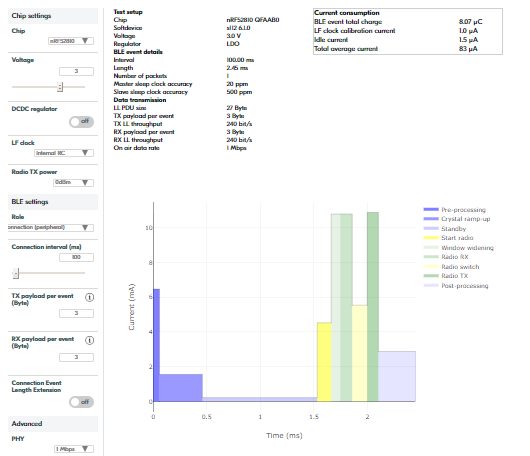 Chip settings
Chip
nRF52810
Voltage
3
DCDC regulator
off
LF clock
Internal RC
Radio TX power
0dBm
BLE settings
Role
onnection (peripheral)
Connection interval (ms)
100
TX payload per event
(Byte)
3
RX payload per event
(Byte)
3
Connection Event
Length Extension
off
Advanced
PHY
1 Mbps
Test setup
Chip nRF52810 QFAAB0
Softdevice s112 6.1.0
Voltage 3.0 V
Regulator LDO
BLE event details
Interval 100.00 ms
Length 2.45 ms
Number of packets 1
Master sleep clock accuracy 20 ppm
Slave sleep clock accuracy 500 ppm
Data transmission
LL PDU size 27 Byte
TX payload per event 3 Byte
TX LL throughput 240 bit/s
RX payload per event 3 Byte
RX LL throughput 240 bit/s
On air data rate 1 Mbps
Current consumption
BLE event total charge 8.07 µC
LF clock calibration current 1.0 µA
Idle current 1.5 µA
Total average current 83 µA
10
8
6
4
2
0
Current (mA)
0 0.5 1 1.5 2
Time (ms)
Pre-processing
Crystal ramp-up
Standby
Start radio
Window widening
Radio RX
Radio switch
Radio TX
Post-processing